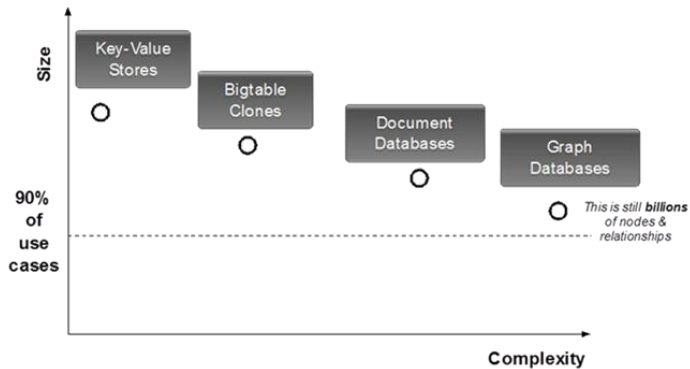 Size
Key-Value
Stores
Bigtable
Clones
Document
Databases
Graph
Databases
90%
of
use
cases
This is still billions
of nodes &
relationships
Complexity